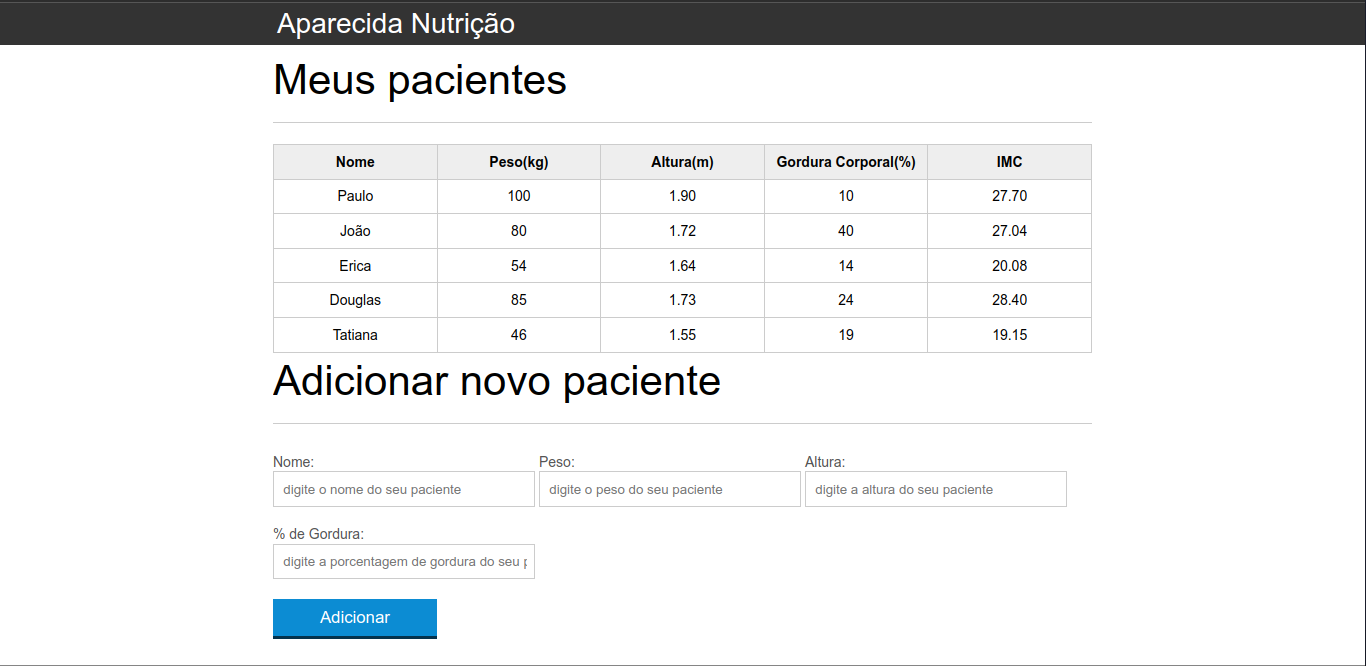 Aparecida Nutrição
Meus pacientes
Nome Peso(kg) Altura(m) Gordura Corporal(%) IMC
Paulo 100 1.90 10 27.70
João 80 1.72 40 27.04
Erica 54 1.64 14 20.08
Douglas 85 1.73 24 28.40
Tatiana 46 1.55 19 19.15
Adicionar novo paciente
Nome: Peso: Altura:
digite o nome do seu paciente digite o peso do seu paciente digite a altura do seu paciente
% de Gordura:
digite a porcentagem de gordura do seu
Adicionar